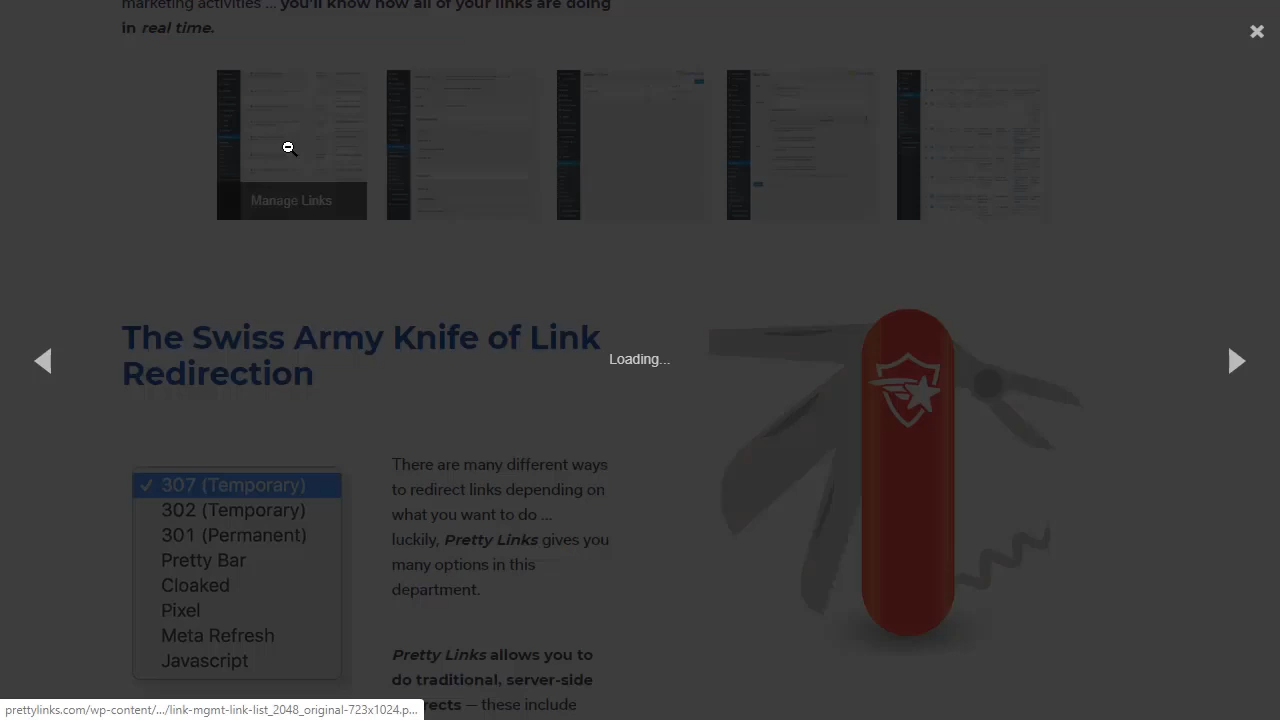 marketing activities ... you'll know how all of your links are doing
in real time.
Manage Links
The Swiss Army Knife of Link
Redirection
Loading...
✓ 307 (Temporary)
302 (Temporary)
301 (Permanent)
Pretty Bar
Cloaked
Pixel
Meta Refresh
Javascript
There are many different ways
to redirect links depending on
what you want to do ...
luckily, Pretty Links gives you
many options in this
department.
Pretty Links allows you to
do traditional, server-side
rects – these include
prettylinks.com/wp-content/.../link-mgmt-link-list_2048_original-723x1024.p...